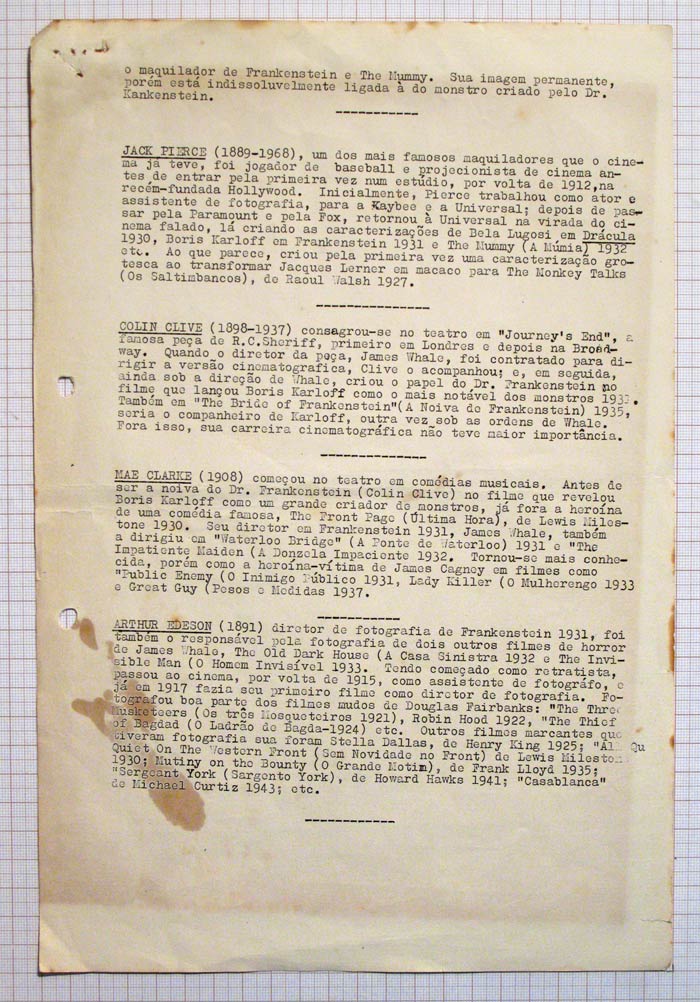 o maquilador de Frankenstein e The Mummy.  Sua imagem permanente,
porém está indissoluvelmente ligada à do monstro criado pelo Dr.
Kankenstein.
------------
JACK PIERCE (1889-1968), um dos mais famosos maquiladores que o cine-
ma já teve, foi jogador de baseball e projecionista de cinema an-
tes de entrar pela primeira vez num estúdio, por volta de 1912,na
recém-fundada Hollywood.  Inicialmente, Pierce trabalhou como ator e
assistente de fotografia, para a Kaybee e a Universal; depois de pas-
sar pela Paramount e pela Fox, retornou à Universal na virada do ci-
nema falado, lá criando as caracterizações de Bela Lugosi em Drácula
1930, Boris Karloff em Frankenstein 1931 e The Mummy (A Múmia) 1932
etc.  Ao que parece, criou pela primeira vez uma caracterização gro-
tesca ao transformar Jacques Lerner em macaco para The Monkey Talks
(Os Saltimbancos), de Raoul Walsh 1927.
---------------
COLIN CLIVE (1898-1937) consagrou-se no teatro em "Journey's End", a
famosa peça de R.C.Sheriff, primeiro em Londres e depois na Broad-
way.  Quando o diretor da peça, James Whale, foi contratado para di-
rigir a versão cinematografica, Clive o acompanhou; e, em seguida,
ainda sob a direção de Whale, criou o papel do Dr. Frankenstein no
filme que lançou Boris Karloff como o mais notável dos monstros
Também em "The Bride of Frankenstein"(A Noiva de Frankenstein) 1935,
seria o companheiro de Karloff, outra vez sob as ordens de Whale.
Fora isso, sua carreira cinematográfica não teve maior importância.
--------------
MAE CLARKE (1908) começou no teatro em comédias musicais.  Antes de
ser a noiva do Dr. Frankenstein (Colin Clive) no filme que revelou
Boris Karloff como um grande criador de monstros, já fora a heroína
de uma comédia famosa, The Front Page (Última Hora), de Lewis Miles-
tone 1930.  Seu diretor em Frankenstein 1931, James Whale, também
a dirigiu em "Waterloo Bridge" (A Ponte de Waterloo) 1931 e "The
Impatiente Maiden (A Donzela Impaciente 1932.  Tornou-se mais conhe-
cida, porém como a heroína-vítima de James Cagney em filmes como
"Public Enemy (O Inimigo Público 1931, Lady Killer (O Mulherengo 1933
e Great Guy (Pesos e Medidas 1937.
------------
ARTHUR EDESON (1891) diretor de fotografia de Frankenstein 1931, foi
também o responsável pela fotografia de dois outros filmes de horror
de James Whale, The Old Dark House (A Casa Sinistra 1932 e The Invi-
sible Man (O Homem Invisível 1933.  Tendo começado como retratista,
passou ao cinema, por volta de 1915, como assistente de fotógrafo, e
já em 1917 fazia seu primeiro filme como diretor de fotografia.  Fo-
tografou boa parte dos filmes mudos de Douglas Fairbanks: "The Three
Musketeers (Os três Mosqueteiros 1921), Robin Hood 1922, "The Thief
of Bagdad (O Ladrão de Bagda-1924) etc.  Outros filmes marcantes que
tiveram fotografia sua foram Stella Dallas, de Henry King 1925; "All Qu
Quiet On The Western Front (Sem Novidade no Front) de Lewis Mileston
1930; Mutiny on the Bounty (O Grande Motim), de Frank Lloyd 1935;
"Sergeant York (Sargento York), de Howard Hawks 1941; "Casablanca"
de Michael Curtiz 1943; etc.
-------------